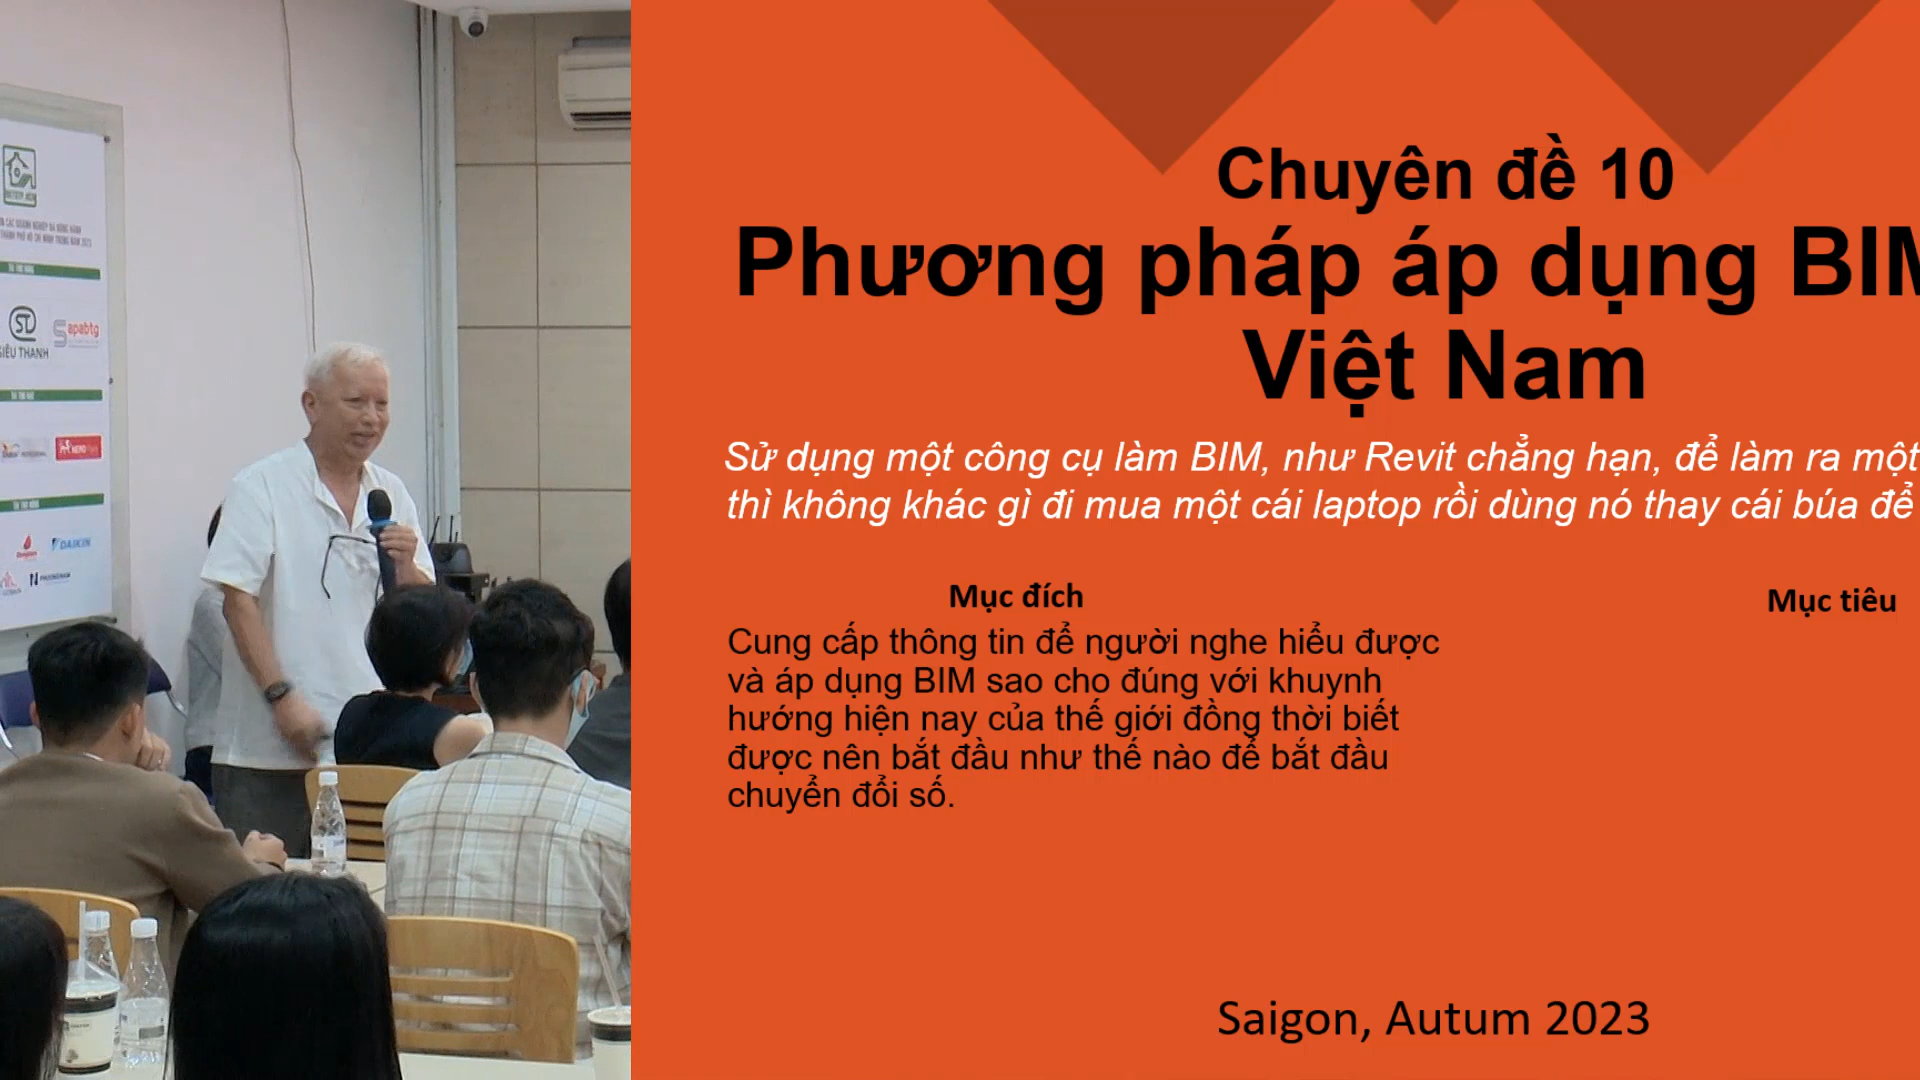 SIÊU THANH
apabtg
DAIKIN
Chuyên đề 10
Phương pháp áp dụng BIM
Việt Nam
Sử dụng một công cụ làm BIM, như Revit chẳng hạn, để làm ra một
thì không khác gì đi mua một cái laptop rồi dùng nó thay cái búa để
Mục đích
Mục tiêu
Cung cấp thông tin để người nghe hiểu được
và áp dụng BIM sao cho đúng với khuynh
hướng hiện nay của thế giới đồng thời biết
được nên bắt đầu như thế nào để bắt đầu
chuyển đổi số.
Saigon, Autum 2023